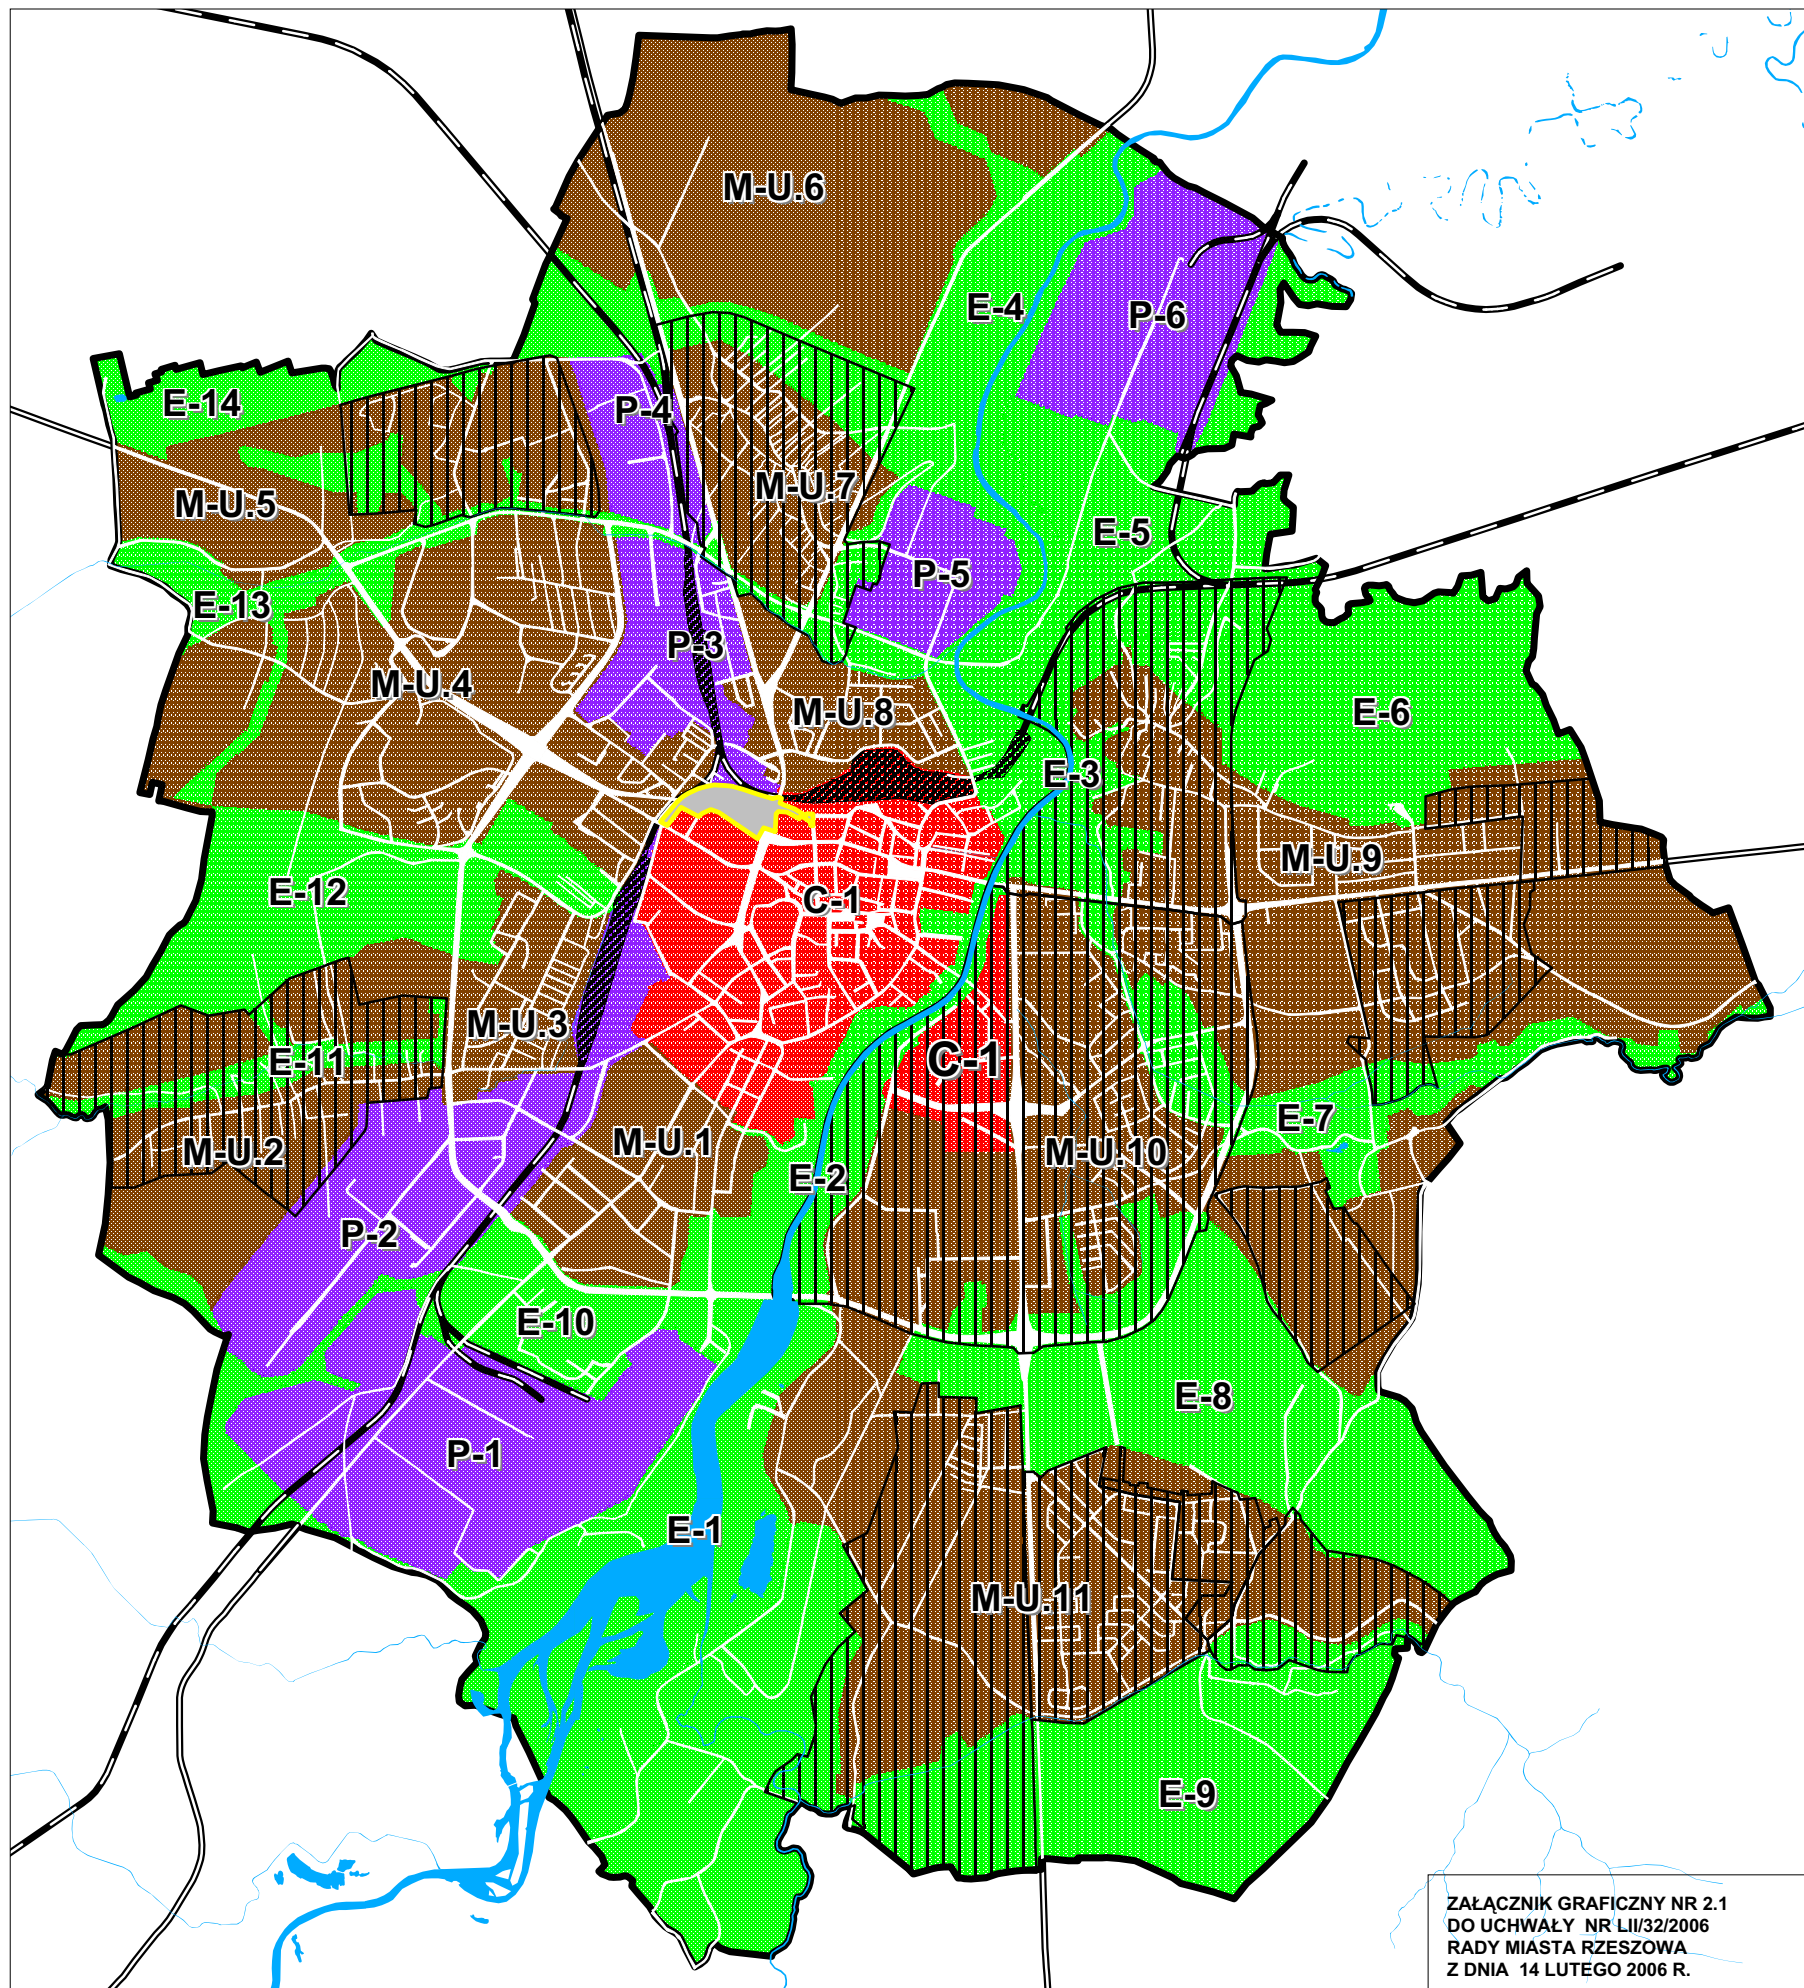 M-U.6
E-4
P-6
E-14
P-4
M-U.5
M-U.7
E-5
P-5
E-13
P-3
M-U.4
M-U.8
E-6
E-3
M-U.9
E-12
C-1
M-U.3
E-11
C-1
E-7
M-U.2
M-U.1
M-U.10
E-2
P-2
E-10
E-8
P-1
E-1
M-U.11
E-9
ZAŁĄCZNIK GRAFICZNY NR 2.1
DO UCHWAŁY NR LII/32/2006
RADY MIASTA RZESZOWA
Z DNIA 14 LUTEGO 2006 R.